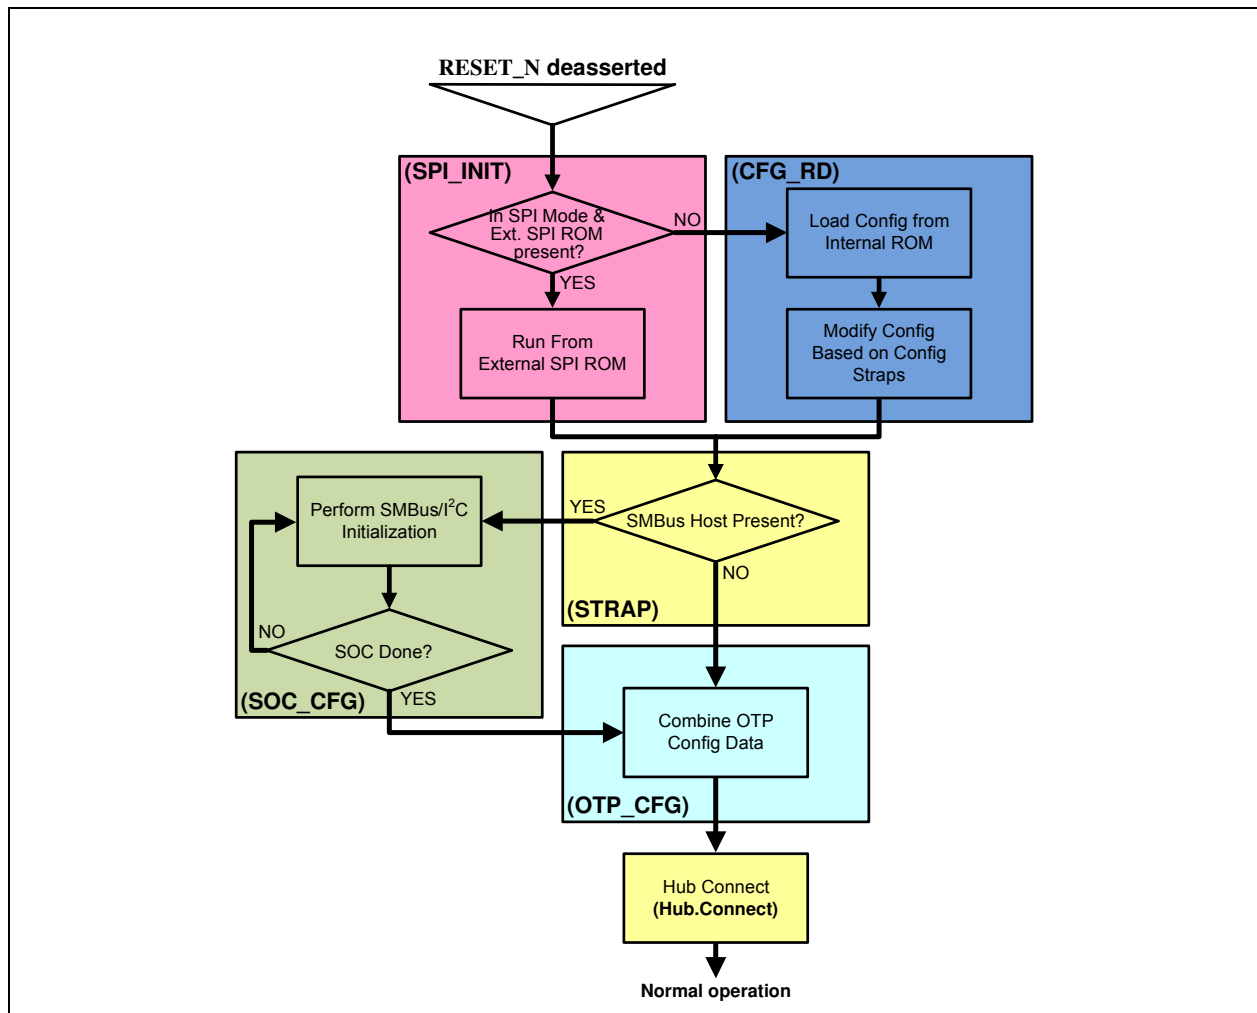 RESET_N deasserted
(SPI_INIT)
In SPI Mode &
Ext. SPI ROM
present?
NO
YES
Run From
External SPI ROM
(CFG_RD)
Load Config from
Internal ROM
Modify Config
Based on Config
Straps
SMBus Host Present?
YES
NO
(STRAP)
Perform SMBus/I²C
Initialization
SOC Done?
NO
YES
(SOC_CFG)
Combine OTP
Config Data
(OTP_CFG)
Hub Connect
(Hub.Connect)
Normal operation